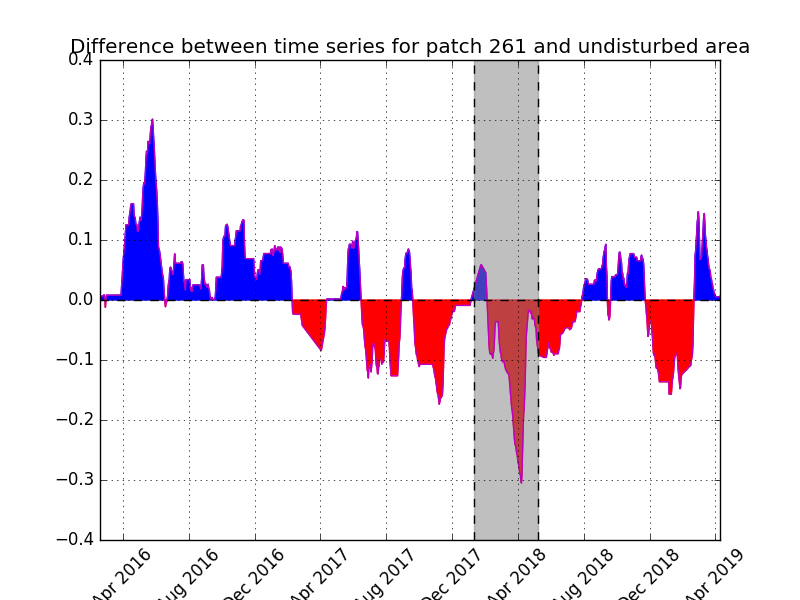 Difference between time series for patch 261 and undisturbed area
0.4
0.3
0.2
0.1
0.0
−0.1
−0.2
−0.3
−0.4
Apr 2016
Aug 2016
Dec 2016
Apr 2017
Aug 2017
Dec 2017
Apr 2018
Aug 2018
Dec 2018
Apr 2019